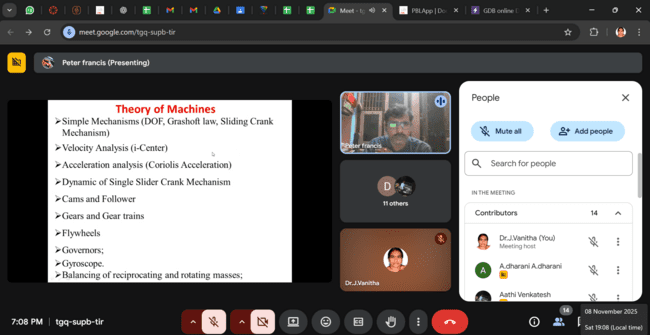 Meet - tg
PBLApp | Do
GDB online
meet.google.com/tgq-supb-tir
Peter francis (Presenting)
Theory of Machines
➢Simple Mechanisms (DOF, Grashoft law, Sliding Crank
Mechanism)
➢Velocity Analysis (i-Center)
➢Acceleration analysis (Coriolis Acceleration)
➢Dynamic of Single Slider Crank Mechanism
➢Cams and Follower
➢Gears and Gear trains
➢Flywheels
➢Governors;
➢Gyroscope.
➢Balancing of reciprocating and rotating masses;
Peter francis
D
11 others
Dr.J.Vanitha
People
Mute all
Add people
Search for people
IN THE MEETING
Contributors
14
Dr.J.Vanitha (You)
Meeting host
A
A.dharani A.dharani
Aathi Venkatesh
7:08 PM | tgq-supb-tir
14
08 November 2025
Sat 19:08 (Local time)